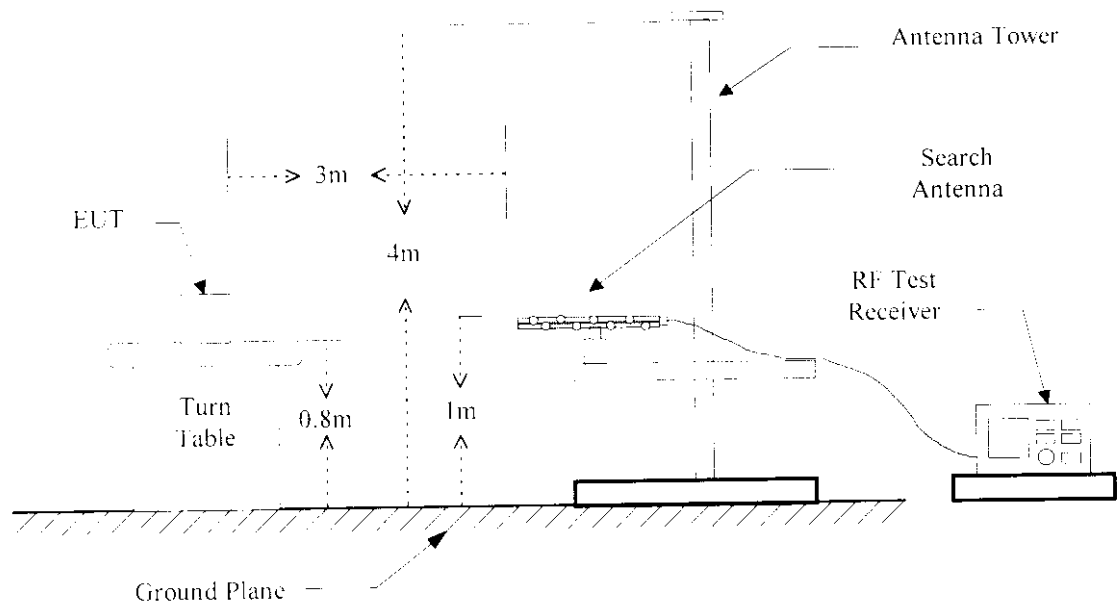 Antenna Tower
3m
Search
Antenna
EUT
4m
RF Test
Receiver
Turn
Table
0.8m
1m
Ground Plane